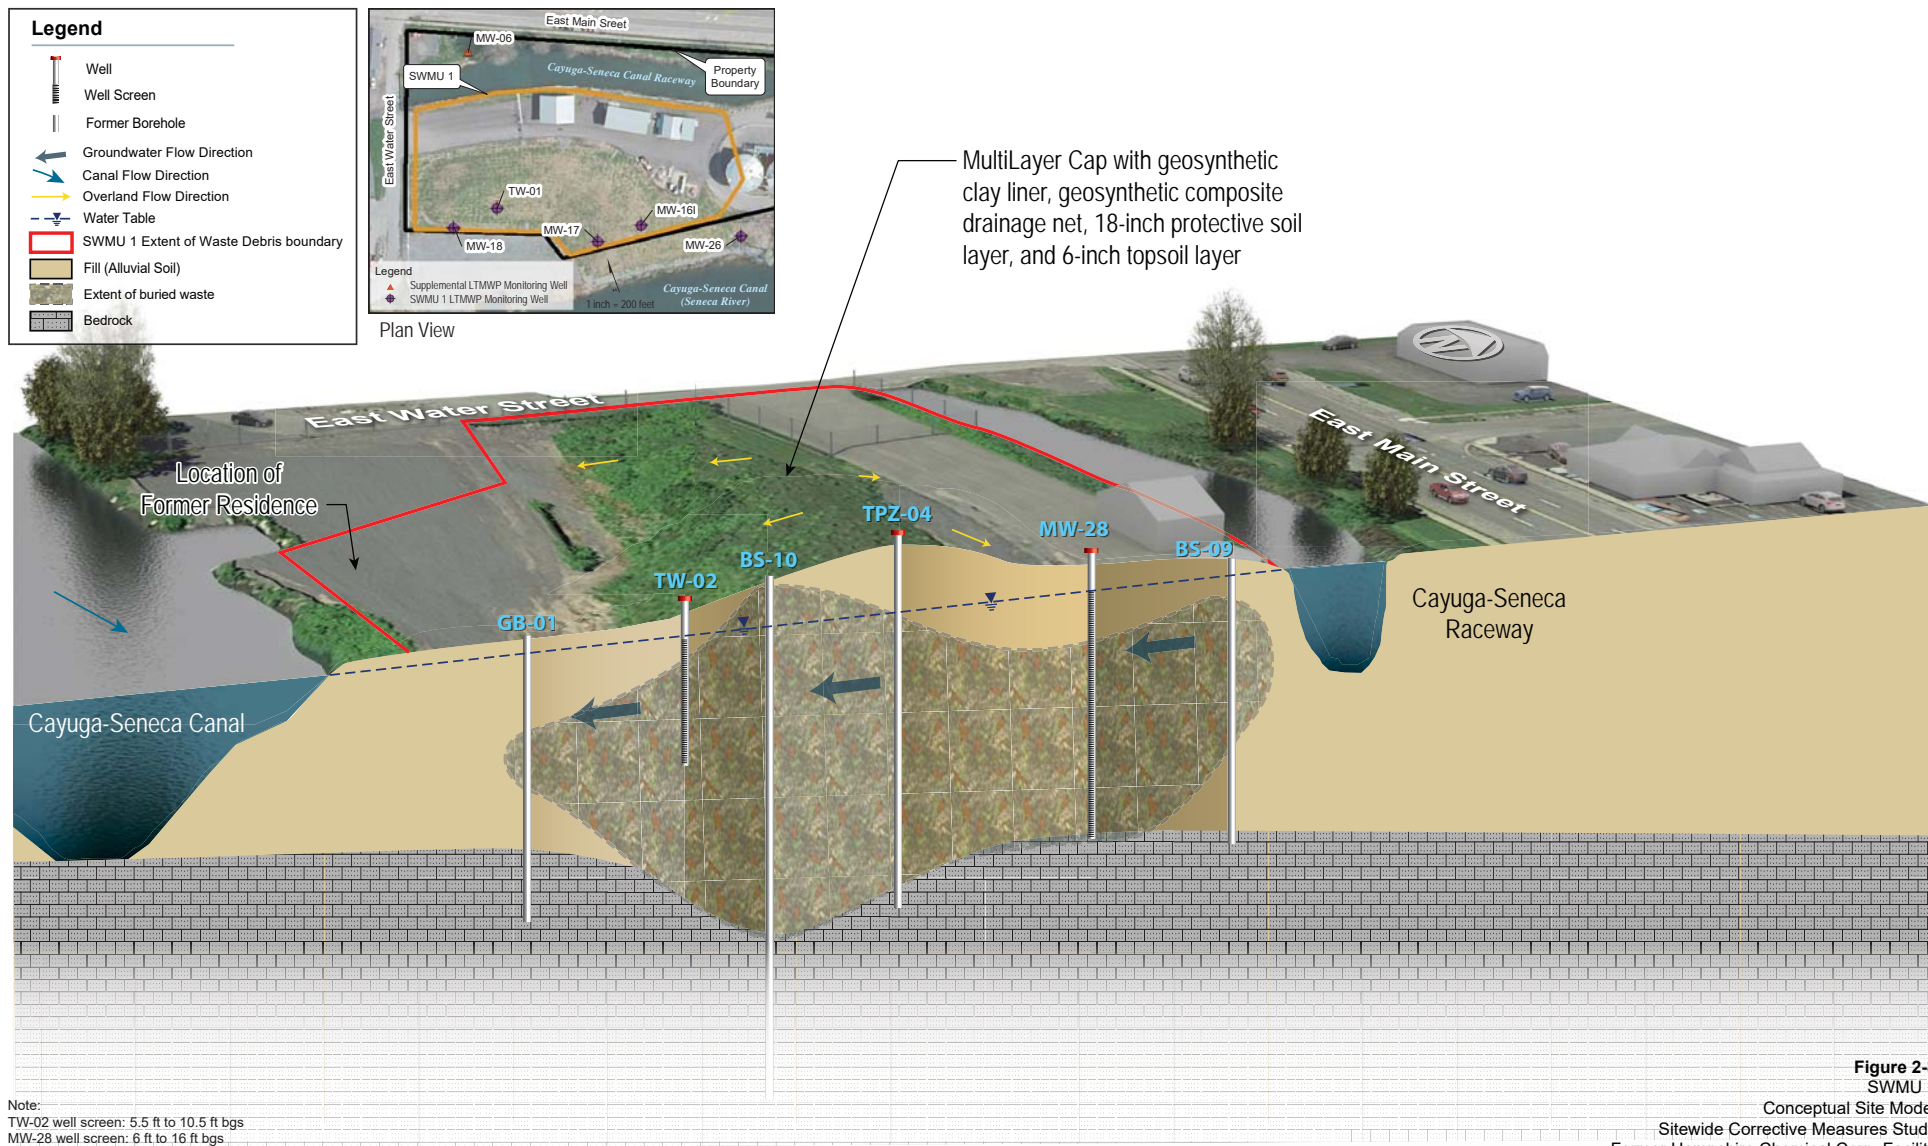 Legend
Well
Well Screen
Former Borehole
Groundwater Flow Direction
Canal Flow Direction
Overland Flow Direction
Water Table
SWMU 1 Extent of Waste Debris boundary
Fill (Alluvial Soil)
Extent of buried waste
Bedrock
East Main Sreet
MW-06
Cayuga-Seneca Canal Raceway
SWMU 1
Property
Boundary
East Water Street
TW-01
MW-16I
MW-17
MW-18
MW-26
Legend
Supplemental LTMWP Monitoring Well
SWMU 1 LTMWP Monitoring Well
1 inch = 200 feet
Cayuga-Seneca Canal
(Seneca River)
Plan View
MultiLayer Cap with geosynthetic
clay liner, geosynthetic composite
drainage net, 18-inch protective soil
layer, and 6-inch topsoil layer
East Water Street
East Main Street
Location of
Former Residence
TPZ-04
MW-28
BS-09
BS-10
TW-02
GB-01
Cayuga-Seneca
Raceway
Cayuga-Seneca Canal
Note:
TW-02 well screen: 5.5 ft to 10.5 ft bgs
MW-28 well screen: 6 ft to 16 ft bgs
Figure 2-
SWMU
Conceptual Site Mode
Sitewide Corrective Measures Stud